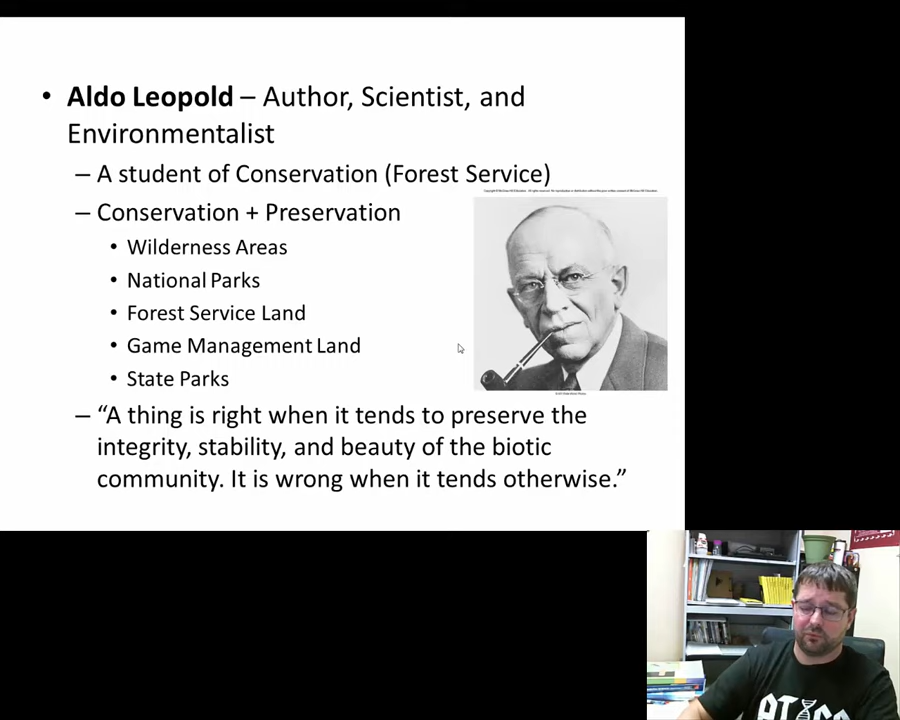 • Aldo Leopold – Author, Scientist, and
Environmentalist
– A student of Conservation (Forest Service)
– Conservation + Preservation
• Wilderness Areas
• National Parks
• Forest Service Land
• Game Management Land
• State Parks
– “A thing is right when it tends to preserve the
integrity, stability, and beauty of the biotic
community. It is wrong when it tends otherwise.”